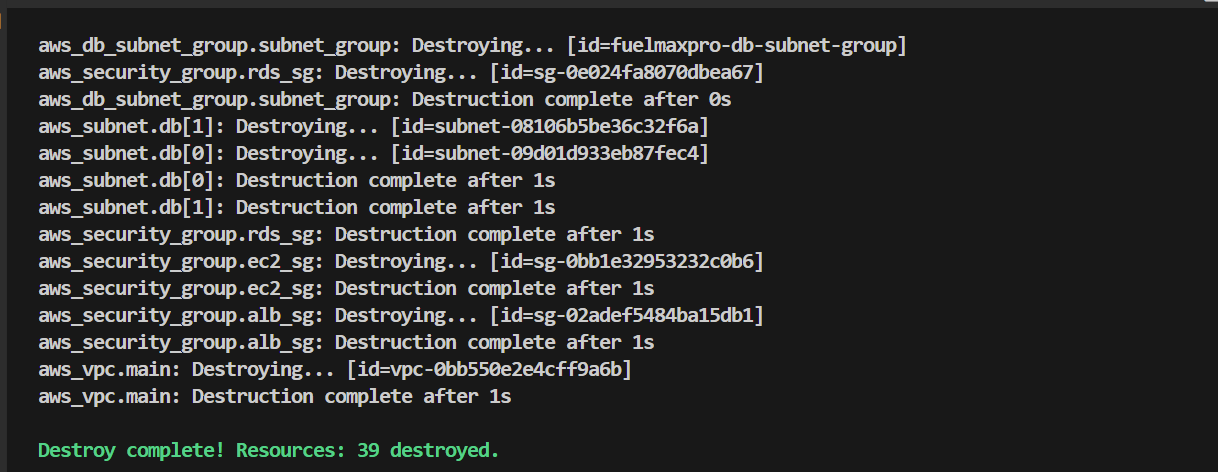 aws_db_subnet_group.subnet_group: Destroying... [id=fuelmaxpro-db-subnet-group]
aws_security_group.rds_sg: Destroying... [id=sg-0e024fa8070dbea67]
aws_db_subnet_group.subnet_group: Destruction complete after 0s
aws_subnet.db[1]: Destroying... [id=subnet-08106b5be36c32f6a]
aws_subnet.db[0]: Destroying... [id=subnet-09d01d933eb87fec4]
aws_subnet.db[0]: Destruction complete after 1s
aws_subnet.db[1]: Destruction complete after 1s
aws_security_group.rds_sg: Destruction complete after 1s
aws_security_group.ec2_sg: Destroying... [id=sg-0bb1e32953232c0b6]
aws_security_group.ec2_sg: Destruction complete after 1s
aws_security_group.alb_sg: Destroying... [id=sg-02adef5484ba15db1]
aws_security_group.alb_sg: Destruction complete after 1s
aws_vpc.main: Destroying... [id=vpc-0bb550e2e4cff9a6b]
aws_vpc.main: Destruction complete after 1s
Destroy complete! Resources: 39 destroyed.